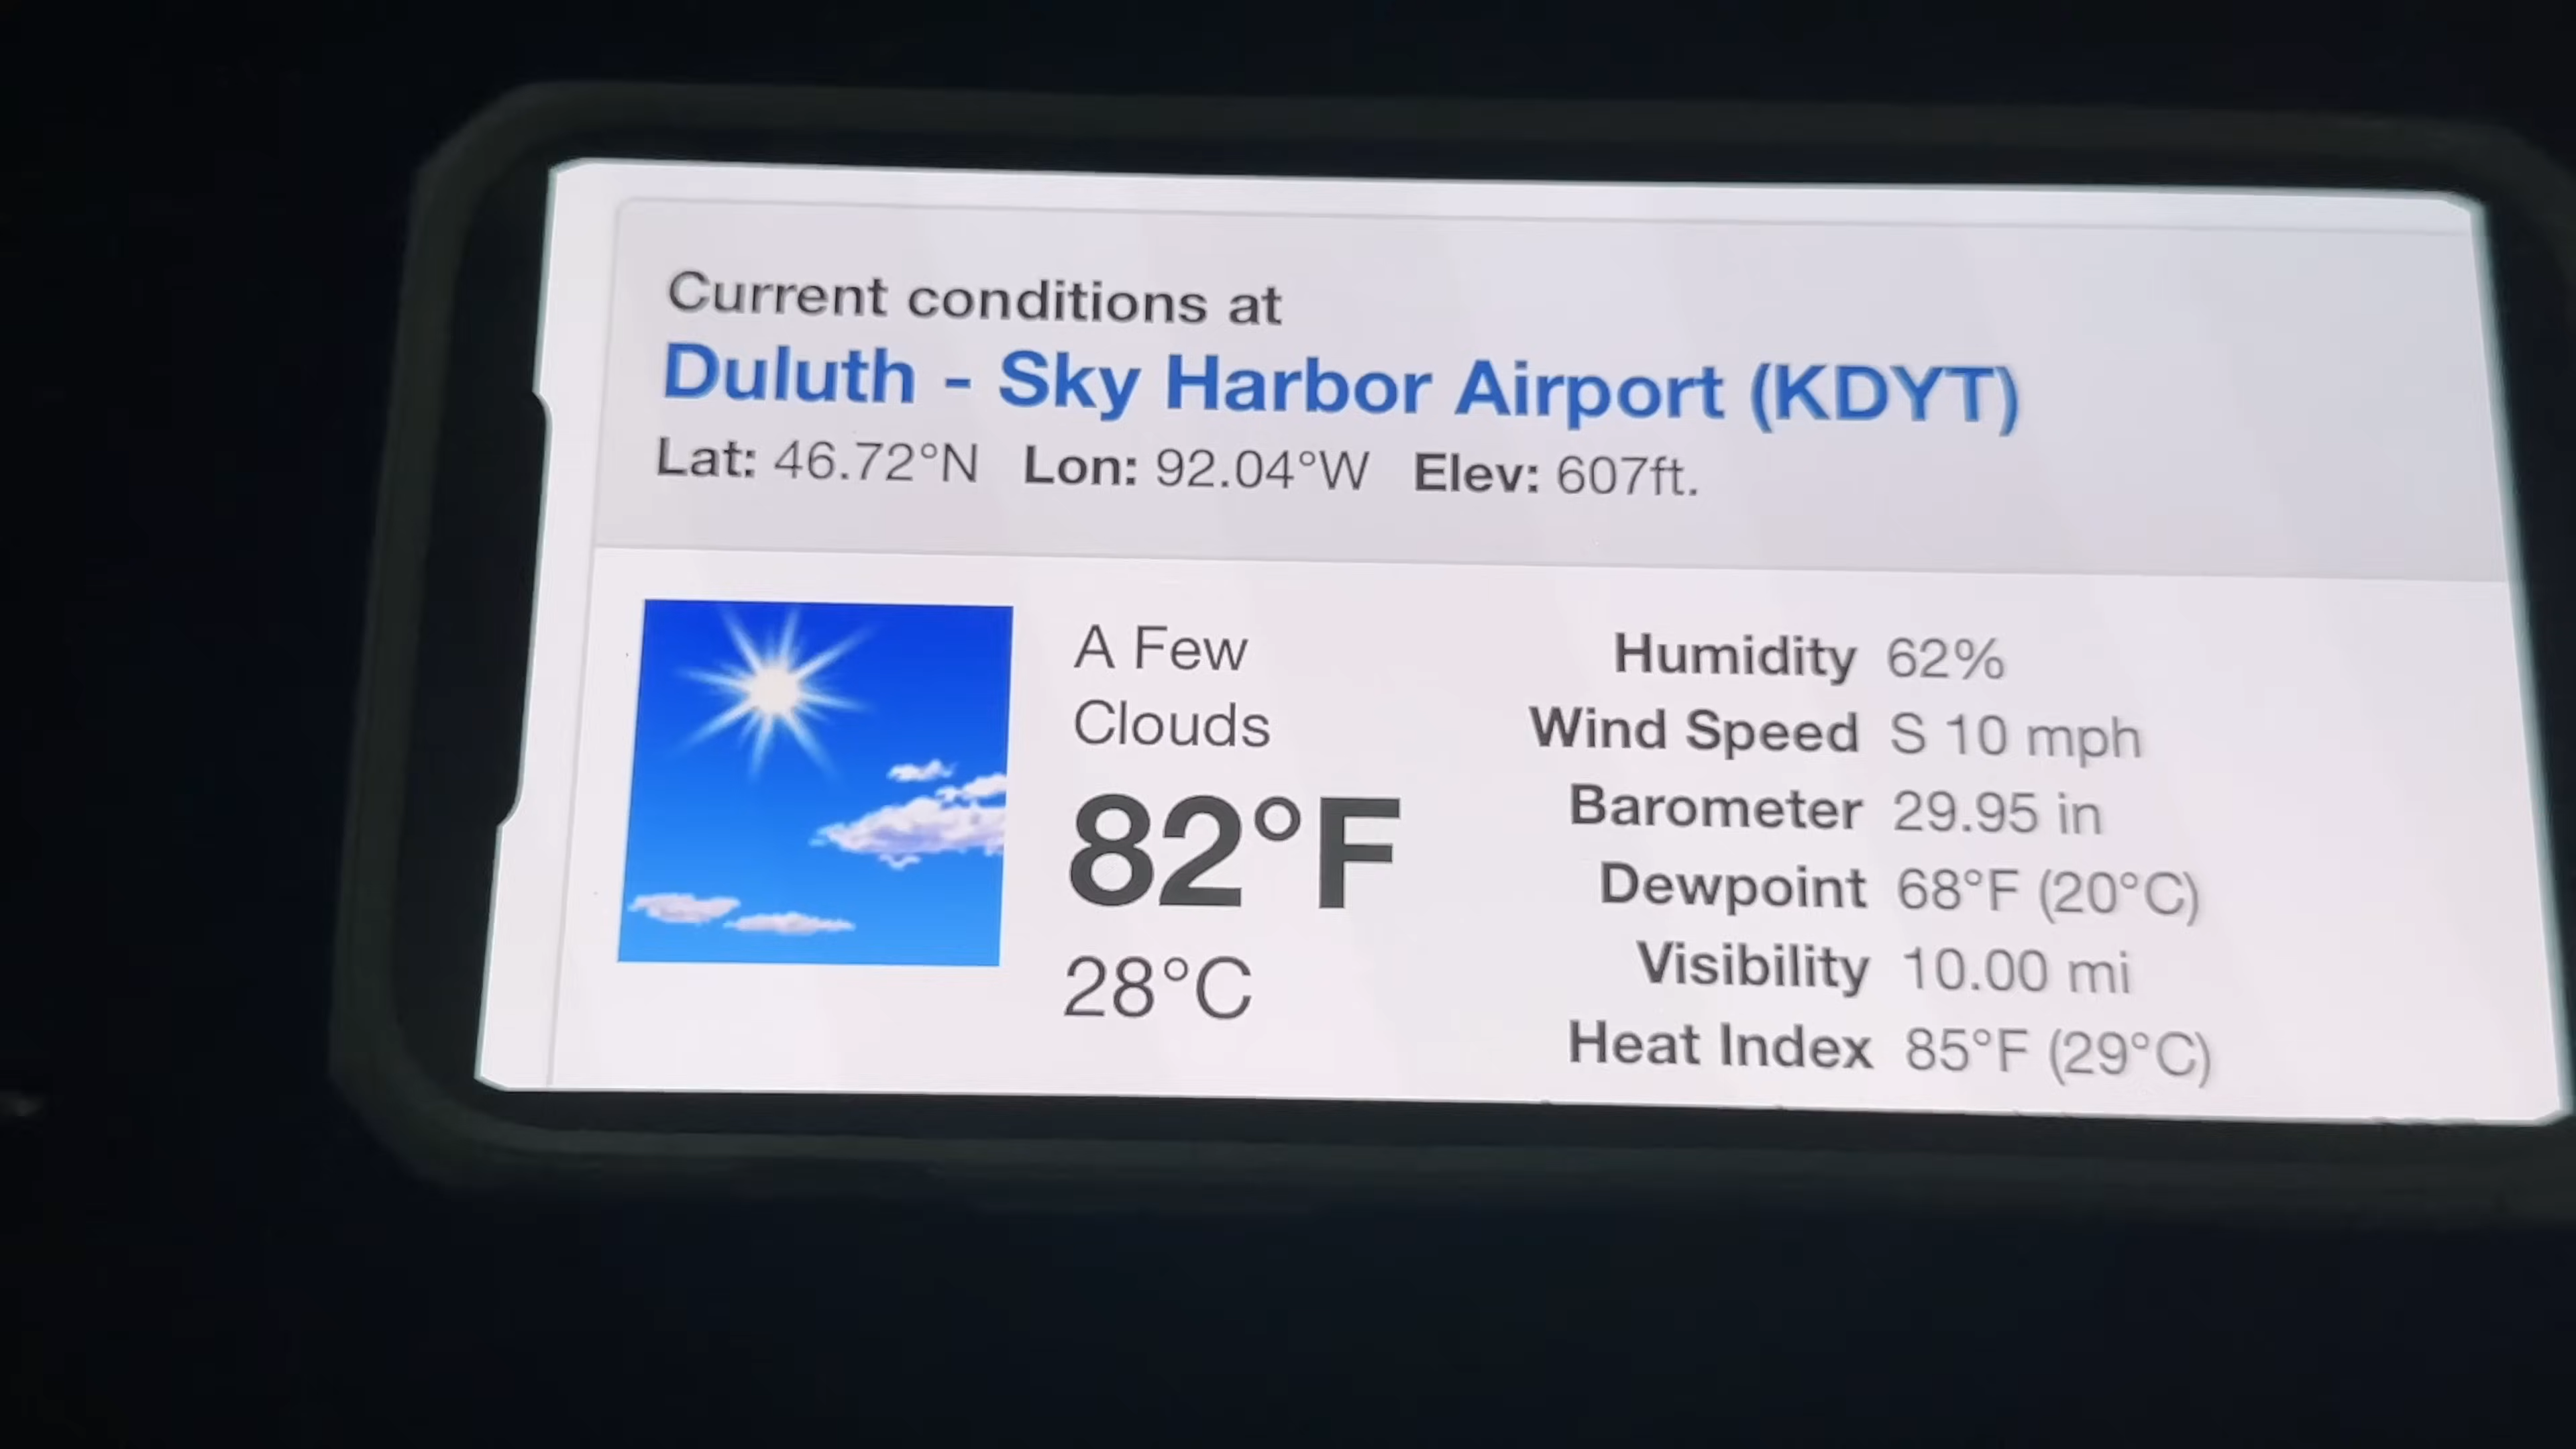 Current conditions at
Duluth - Sky Harbor Airport (KDYT)
Lat: 46.72°N Lon: 92.04°W Elev: 607ft.
A Few
Clouds
82°F
28°C
Humidity 62%
Wind Speed S 10 mph
Barometer 29.95 in
Dewpoint 68°F (20°C)
Visibility 10.00 mi
Heat Index 85°F (29°C)